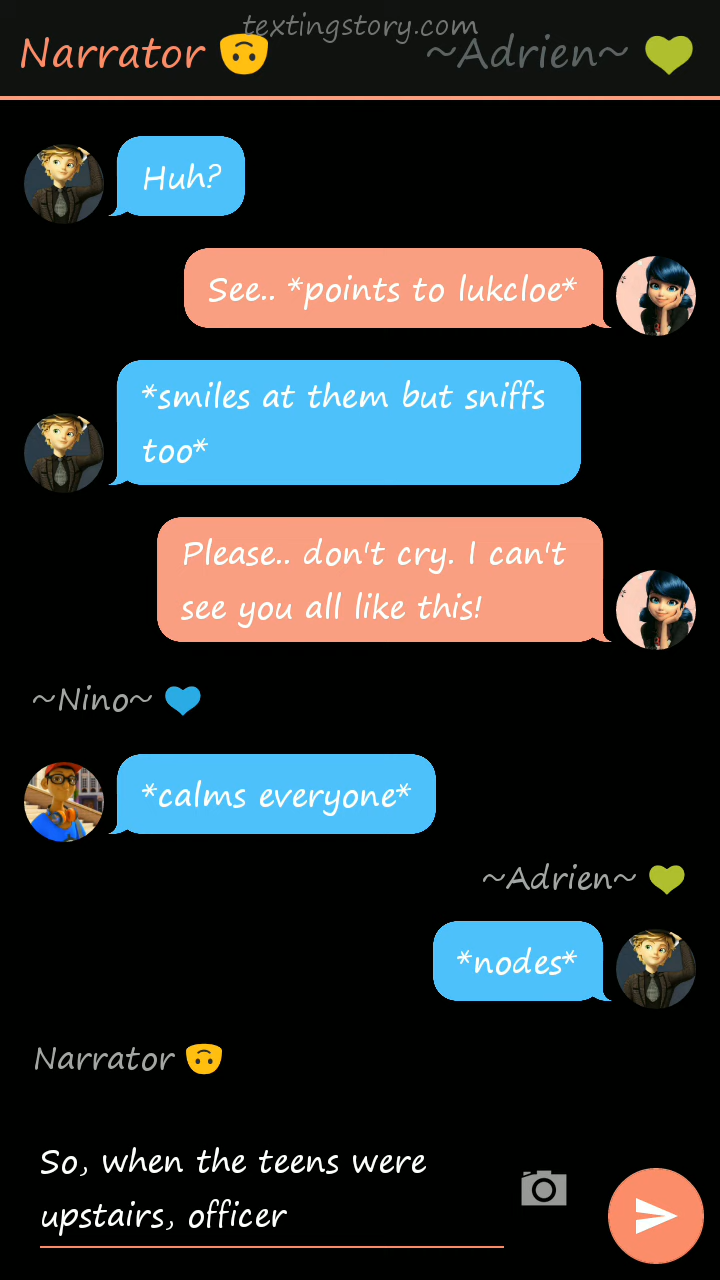 textingstory.com
Narrator 🙃 ~Adrien~ 💚
Huh?
See.. *points to lukcloe*
*smiles at them but sniffs
too*
Please.. don't cry. I can't
see you all like this!
~Nino~ 💙
*calms everyone*
~Adrien~ 💚
*nodes*
Narrator 🙃
So, when the teens were
upstairs, officer